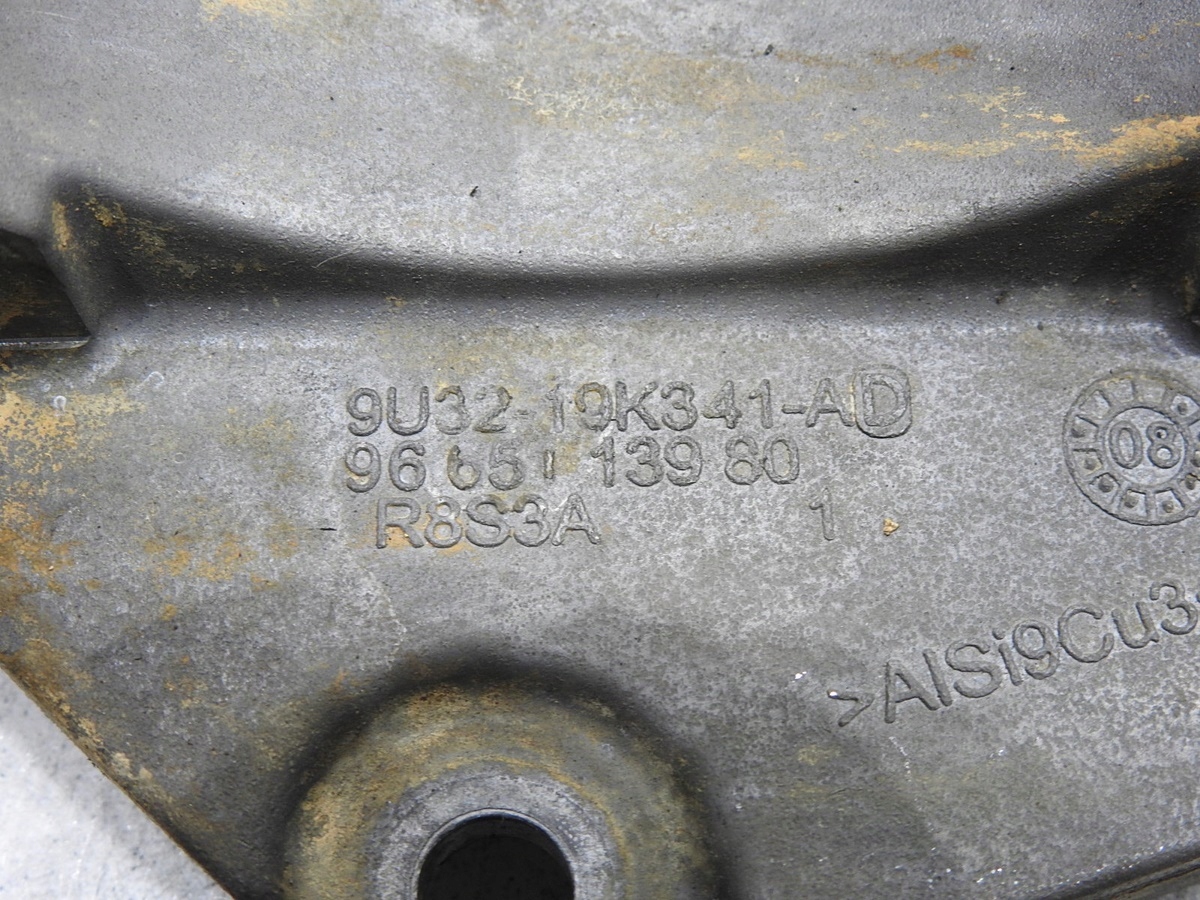 9U32-19K341-AD
96 651 139 80
R8S3A 1
08
>AlSi9Cu3